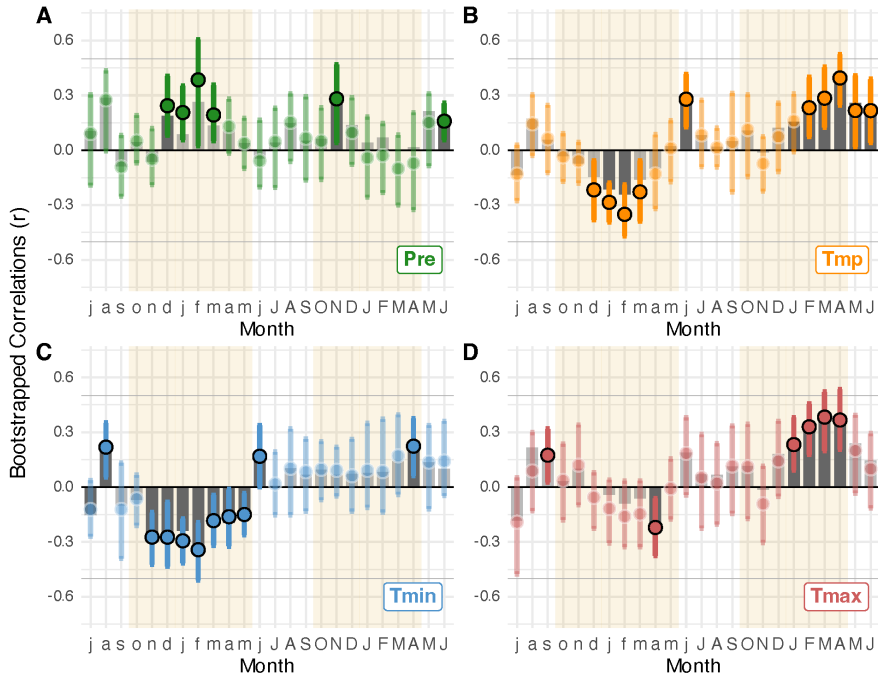 A
0.6
0.3
0.0
-0.3
-0.6
Pre
j a s o n d j f m a m j J A S O N D J F M A M J
Month
B
0.6
0.3
0.0
-0.3
-0.6
Tmp
j a s o n d j f m a m j J A S O N D J F M A M J
Month
C
0.6
0.3
0.0
-0.3
-0.6
Tmin
j a s o n d j f m a m j J A S O N D J F M A M J
Month
D
0.6
0.3
0.0
-0.3
-0.6
Tmax
j a s o n d j f m a m j J A S O N D J F M A M J
Month
Bootstrapped Correlations (r)